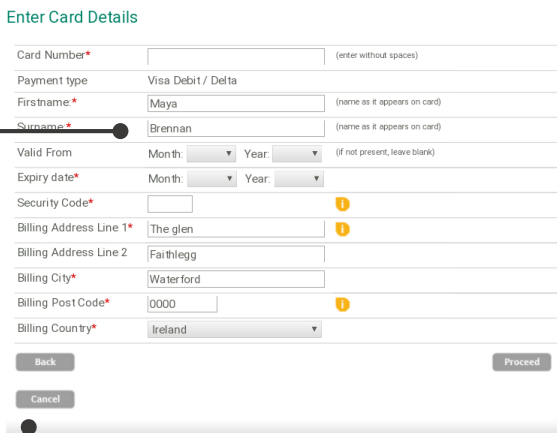 Enter Card Details
Card Number* (enter without spaces)
Payment type Visa Debit / Delta
Firstname:* Maya (name as it appears on card)
Surname:* Brennan (name as it appears on card)
Valid From Month: Year: (if not present, leave blank)
Expiry date* Month: Year:
Security Code* i
Billing Address Line 1* The glen i
Billing Address Line 2 Faithlegg
Billing City* Waterford
Billing Post Code* 0000 i
Billing Country* Ireland
Back Proceed
Cancel